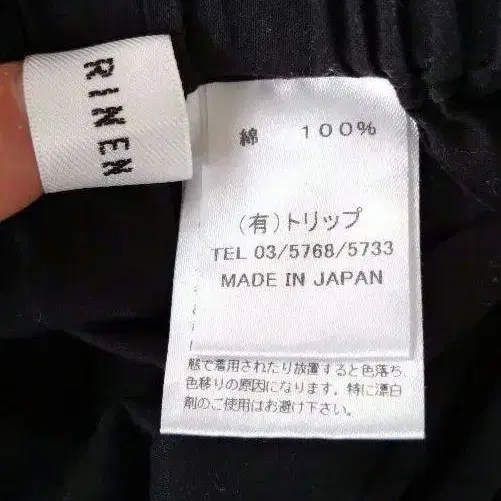 RINEN
綿 100%
(有)トリップ
TEL 03/5768/5733
MADE IN JAPAN
態で着用されたり放置すると色落ち、
色移りの原因になります。特に漂白
剤のご使用はお避け下さい。